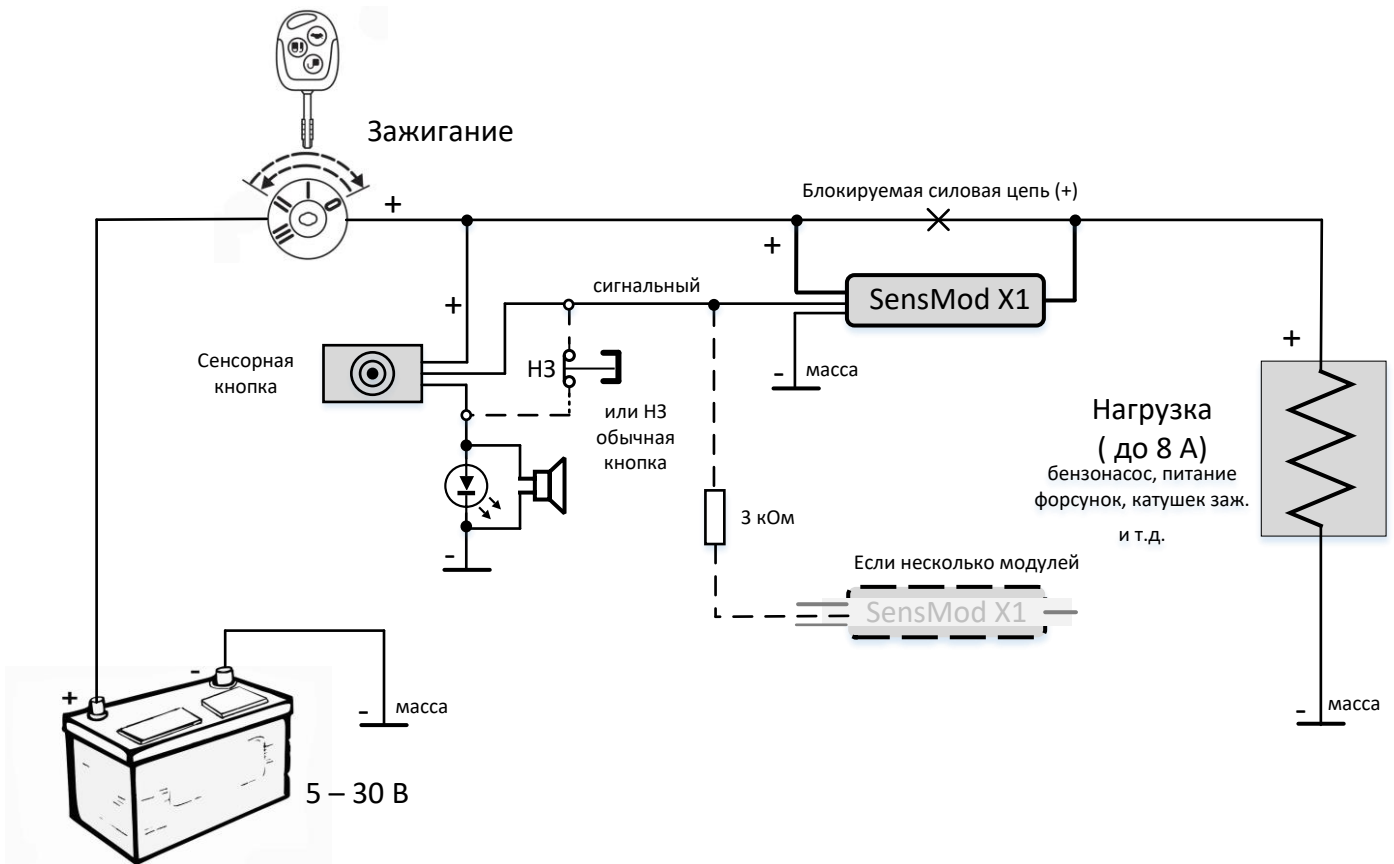 Зажигание
+
Блокируемая силовая цепь (+)
+
+
сигнальный
SensMod X1
Сенсорная
кнопка
НЗ
-
масса
+
или НЗ
обычная
кнопка
Нагрузка
( до 8 А)
бензонасос, питание
форсунок, катушек заж.
и т.д.
3 кОм
-
Если несколько модулей
SensMod X1
+
-
-
масса
-
масса
5 – 30 В